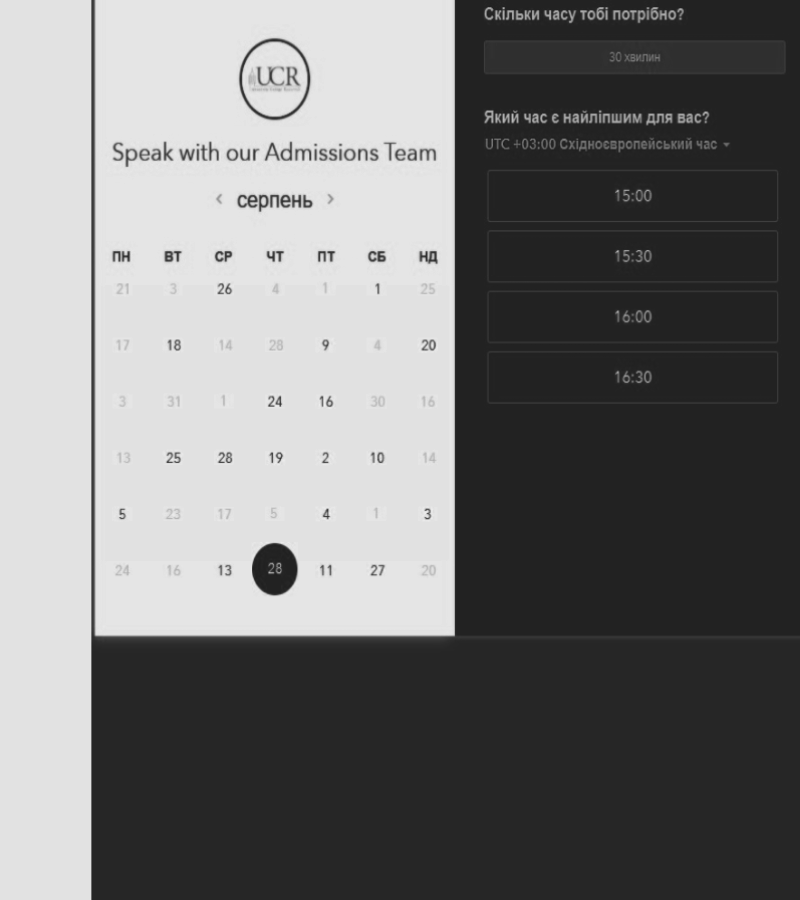 UCR
Speak with our Admissions Team
‹ серпень ›
ПН ВТ СР ЧТ ПТ СБ НД
21 3 26 4 1 1 25
17 18 14 28 9 4 20
3 31 1 24 16 30 16
13 25 28 19 2 10 14
5 23 17 5 4 1 3
24 16 13 28 11 27 20
Скільки часу тобі потрібно?
30 хвилин
Який час є найліпшим для вас?
UTC +03:00 Східноєвропейський час
15:00
15:30
16:00
16:30